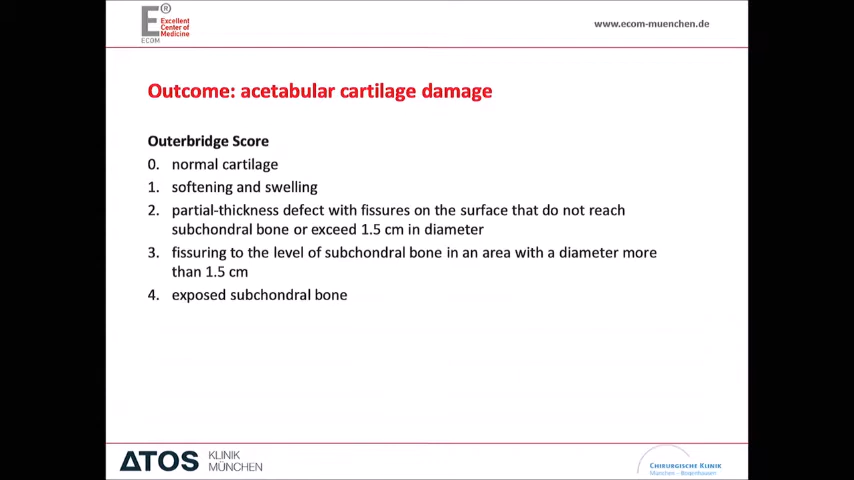 E®
Excellent
Center of
Medicine
ECOM
www.ecom-muenchen.de
Outcome: acetabular cartilage damage
Outerbridge Score
0. normal cartilage
1. softening and swelling
2. partial-thickness defect with fissures on the surface that do not reach
subchondral bone or exceed 1.5 cm in diameter
3. fissuring to the level of subchondral bone in an area with a diameter more
than 1.5 cm
4. exposed subchondral bone
ATOS
KLINIK
MÜNCHEN
CHIRURGISCHE KLINIK
München - Bogenhausen